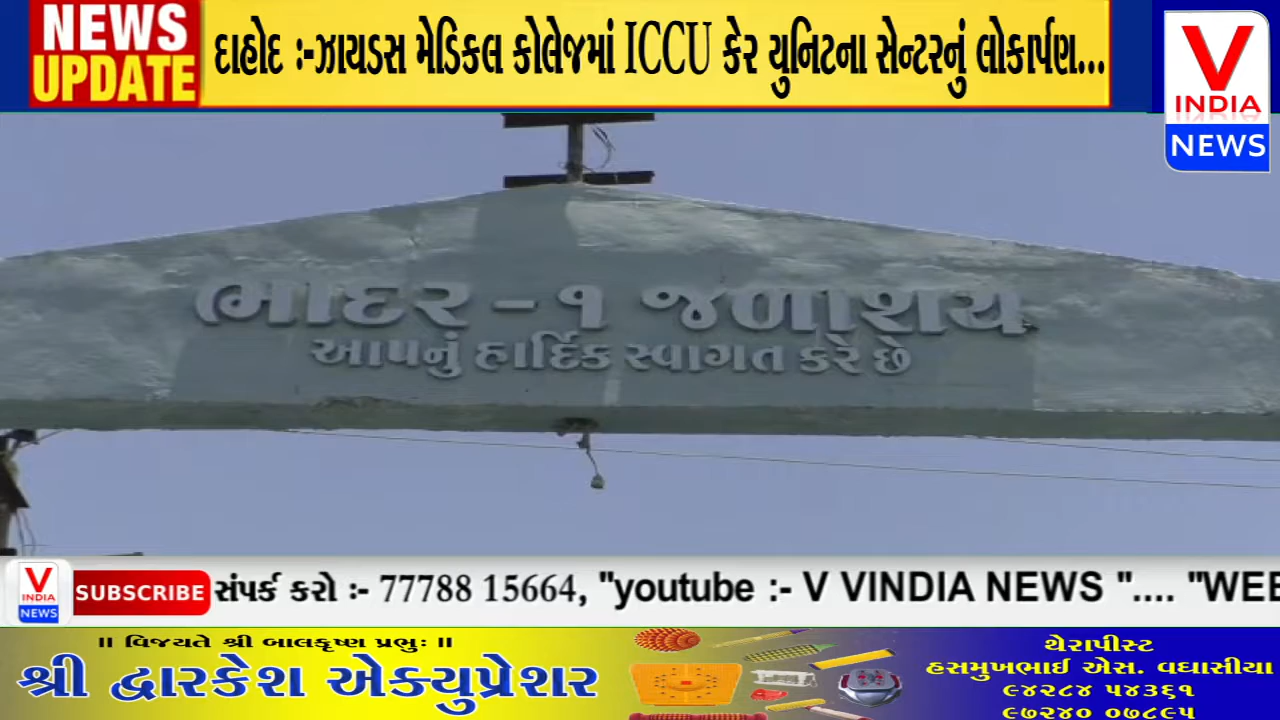 NEWS
UPDATE
દાહોદ :-ઝાયડસ મેડિકલ કોલેજમાં ICCU કેર યુનિટના સેન્ટરનું લોકાર્પણ...
V
INDIA
NEWS
ભાદર - ૧ જળાશય
આપનું હાર્દિક સ્વાગત કરે છે
V
INDIA
NEWS
SUBSCRIBE
સંપર્ક કરો :- 77788 15664, "youtube :- V VINDIA NEWS ".... "WEB
॥ વિજયતે શ્રી બાલકૃષ્ણ પ્રભુઃ ॥
શ્રી દ્વારકેશ એક્યુપ્રેશર
થેરાપીસ્ટ
હસમુખભાઈ એસ. વઘાસીયા
૯૪૨૮૪ ૫૪૩૬૧
૯૭૨૪૦ ૦૭૮૯૫